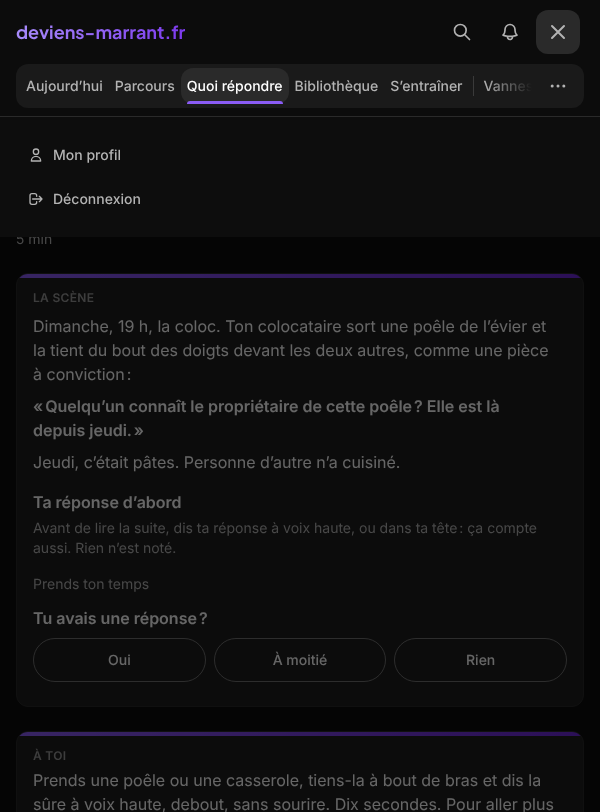 deviens-marrant.fr
Aujourd’hui Parcours Quoi répondre Bibliothèque S’entraîner Vannes
Mon profil
Déconnexion
5 min
LA SCÈNE
Dimanche, 19 h, la coloc. Ton colocataire sort une poêle de l’évier et
la tient du bout des doigts devant les deux autres, comme une pièce
à conviction :
« Quelqu’un connaît le propriétaire de cette poêle ? Elle est là
depuis jeudi. »
Jeudi, c’était pâtes. Personne d’autre n’a cuisiné.
Ta réponse d’abord
Avant de lire la suite, dis ta réponse à voix haute, ou dans ta tête : ça compte
aussi. Rien n’est noté.
Prends ton temps
Tu avais une réponse ?
Oui À moitié Rien
À TOI
Prends une poêle ou une casserole, tiens-la à bout de bras et dis la
sûre à voix haute, debout, sans sourire. Dix secondes. Pour aller plus